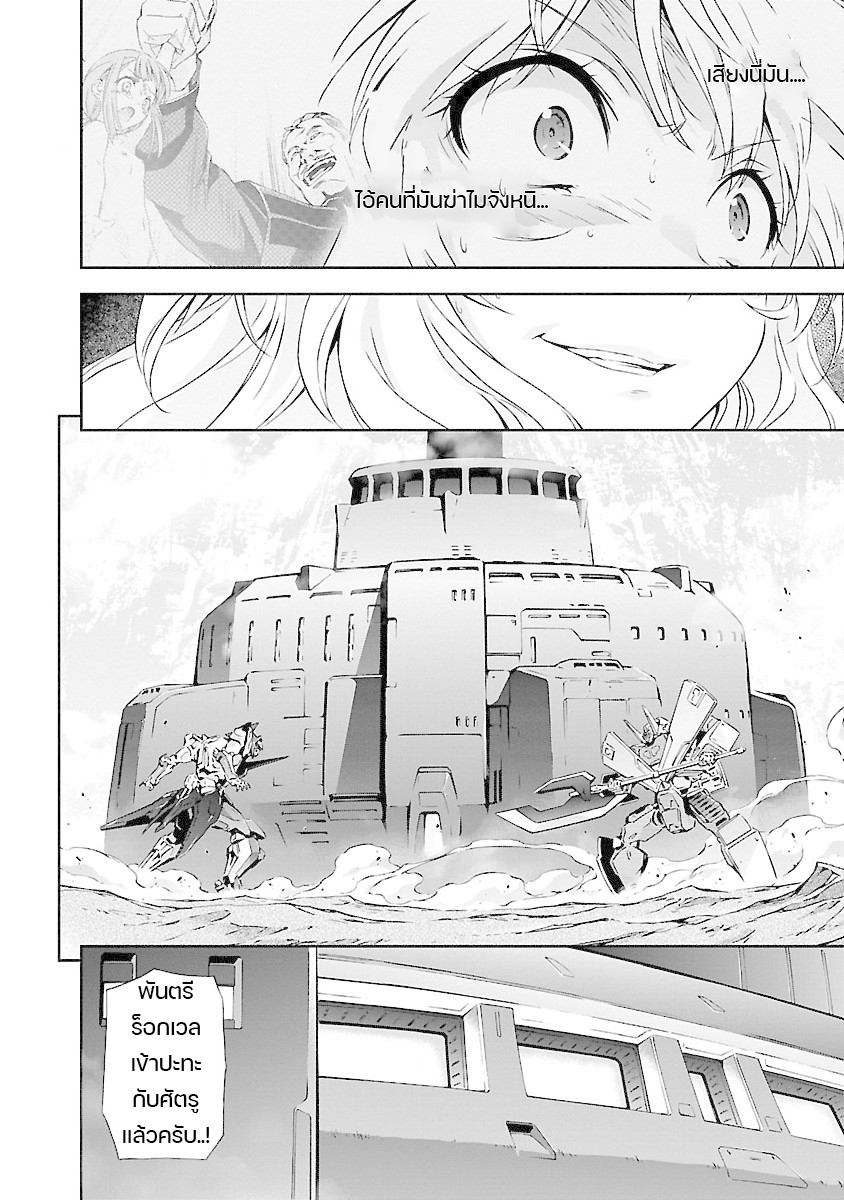 เสียงนี่มัน....
ไอ้คนที่มันฆ่าไมจังหนิ...
พันตรี
ร็อกเวล
เข้าปะทะ
กับศัตรู
แล้วครับ..!